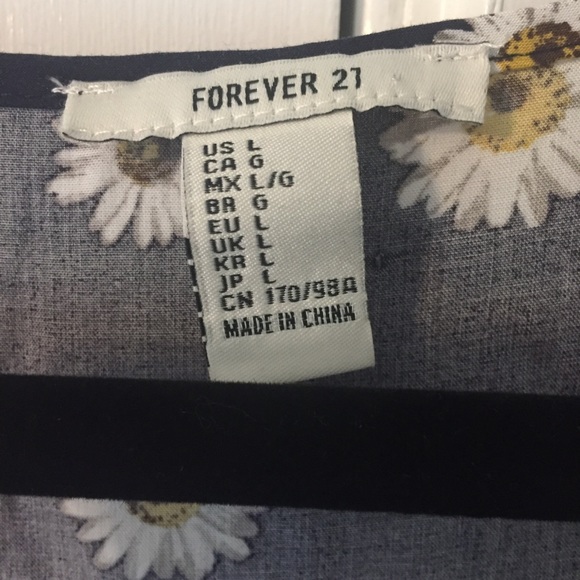 FOREVER 21
US L
CA G
MX L/G
BR G
EU L
UK L
KR L
JP L
CN 170/98A
MADE IN CHINA